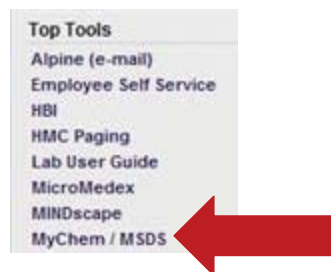 Top Tools
Alpine (e-mail)
Employee Self Service
HBI
HMC Paging
Lab User Guide
MicroMedex
MINDscape
MyChem / MSDS